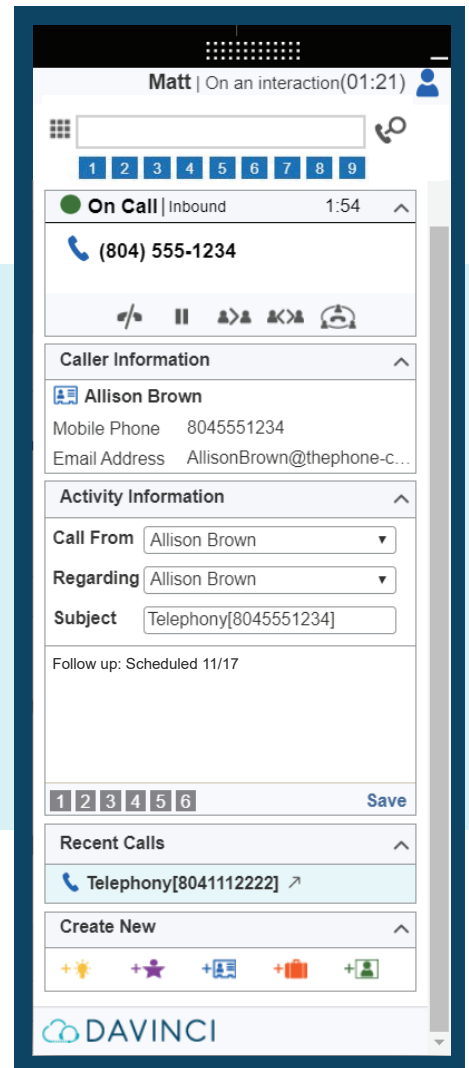 Matt | On an interaction(01:21)
1 2 3 4 5 6 7 8 9
On Call | Inbound 1:54
(804) 555-1234
Caller Information
Allison Brown
Mobile Phone 8045551234
Email Address AllisonBrown@thephone-c...
Activity Information
Call From Allison Brown
Regarding Allison Brown
Subject Telephony[8045551234]
Follow up: Scheduled 11/17
1 2 3 4 5 6 Save
Recent Calls
Telephony[8041112222]
Create New
+ + + + +
DAVINCI